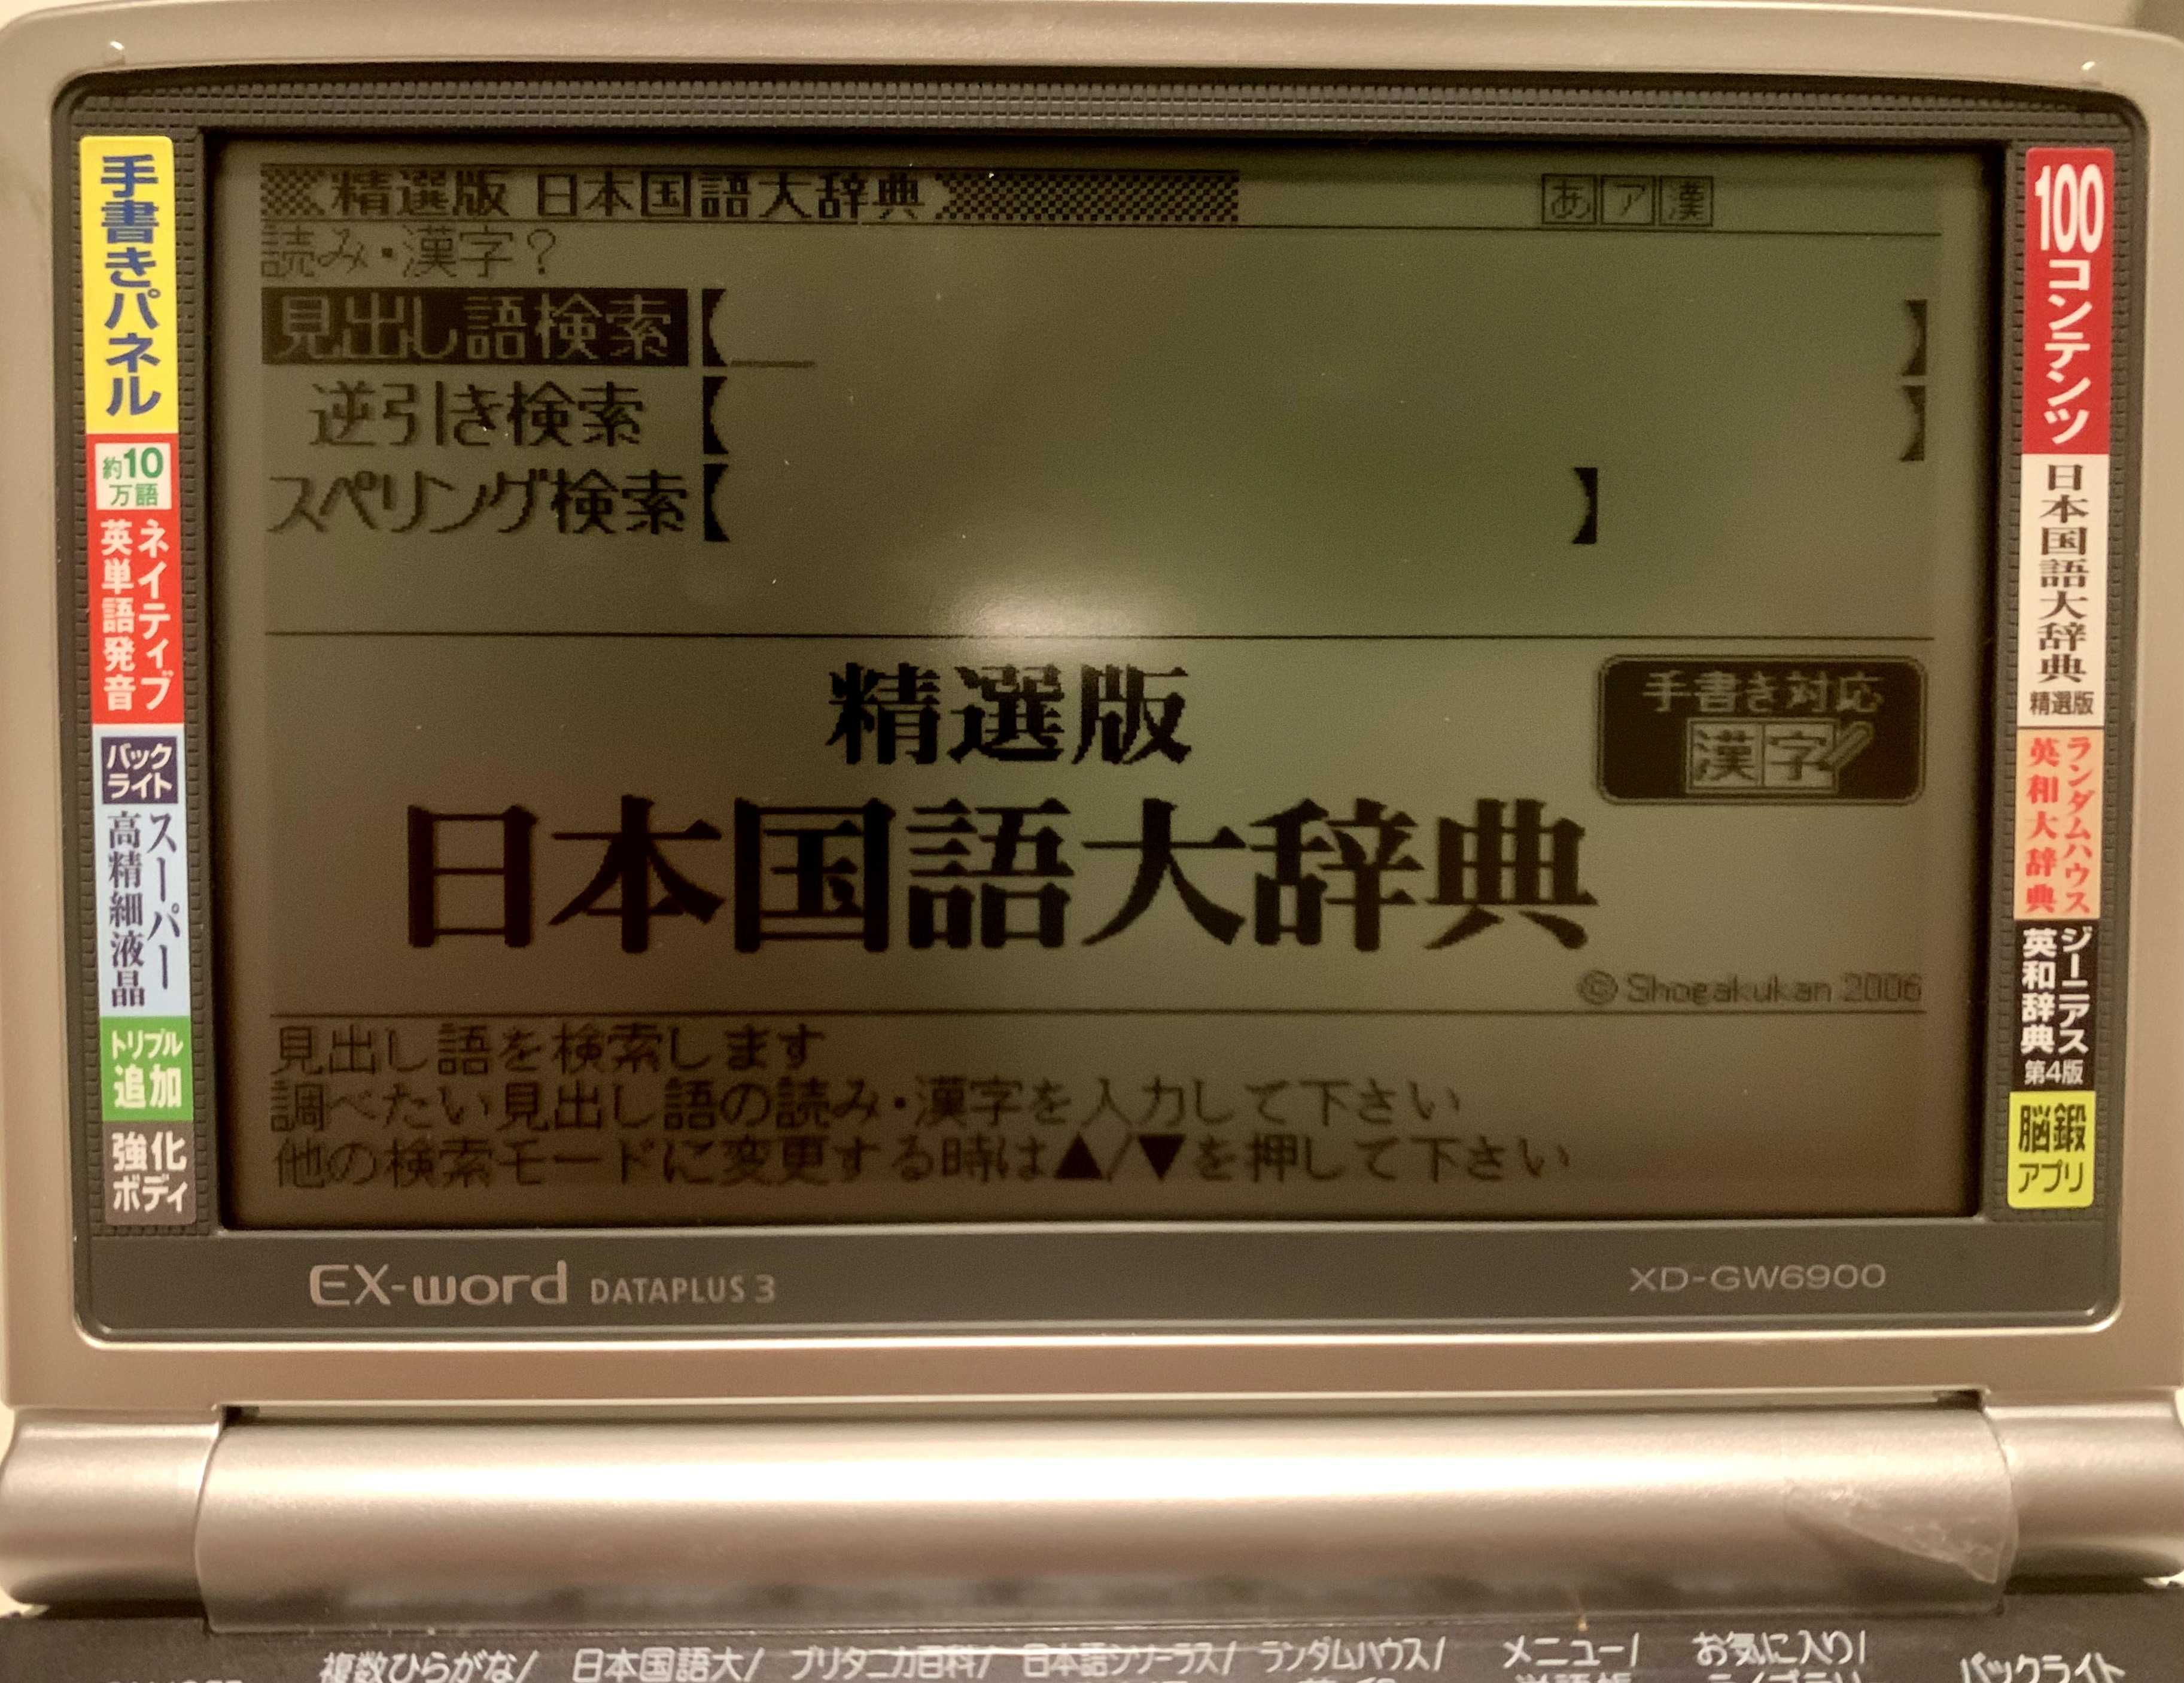 精選版 日本国語大辞典
あ ア 漢
読み・漢字？
見出し語検索【
】
逆引き検索【
】
スペリング検索【
】
精選版
日本国語大辞典
手書き対応
漢字
© Shogakukan 2006
見出し語を検索します
調べたい見出し語の読み・漢字を入力して下さい
他の検索モードに変更する時は▲/▼を押して下さい
手書きパネル
約10
万語
ネイティブ
英単語発音
バック
ライト
スーパー
高精細液晶
トリプル
追加
強化
ボディ
100コンテンツ
日本国語大辞典
精選版
ランダムハウス
英和大辞典
ジーニアス
英和辞典
第4版
脳鍛
アプリ
EX-word DATAPLUS 3
XD-GW6900
複数ひらがな/
日本国語大/
ブリタニカ百科/
日本語シソーラス/
ランダムハウス/
メニュー/
お気に入り/
バックライト